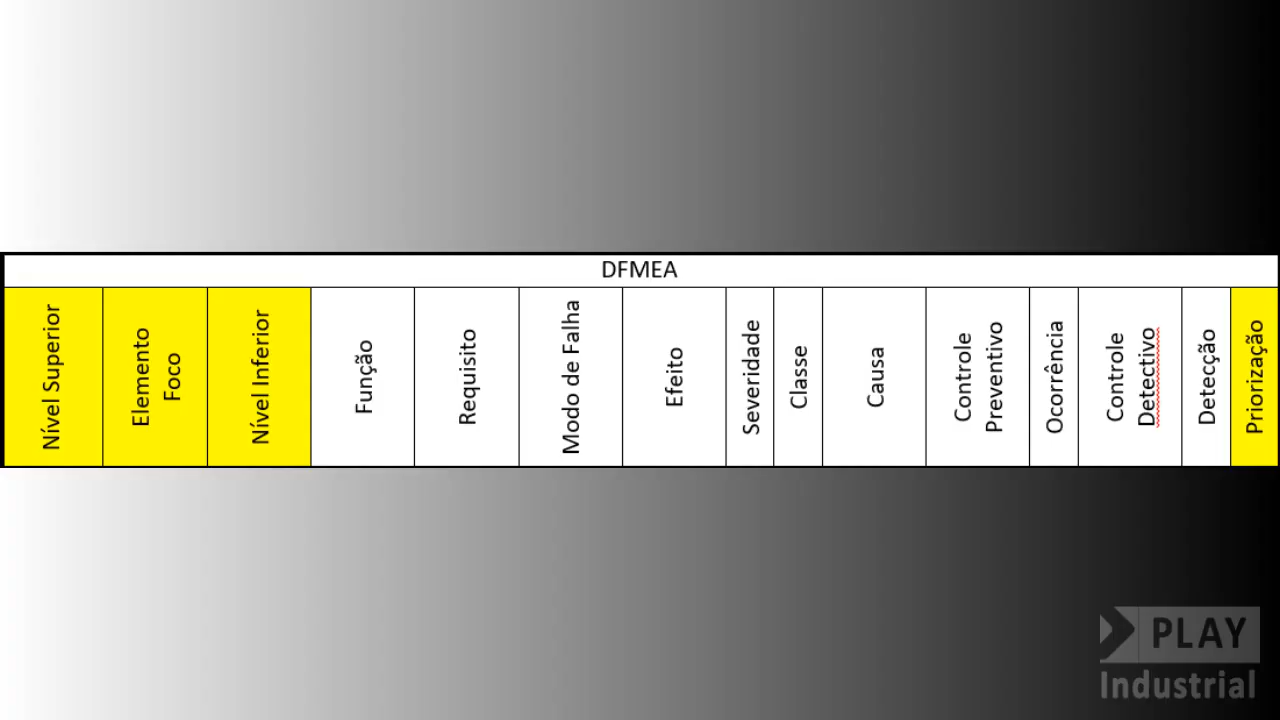 DFMEA
Nível Superior
Elemento
Foco
Nível Inferior
Função
Requisito
Modo de Falha
Efeito
Severidade
Classe
Causa
Controle
Preventivo
Ocorrência
Controle
Detectivo
Detecção
Priorização
PLAY
Industrial